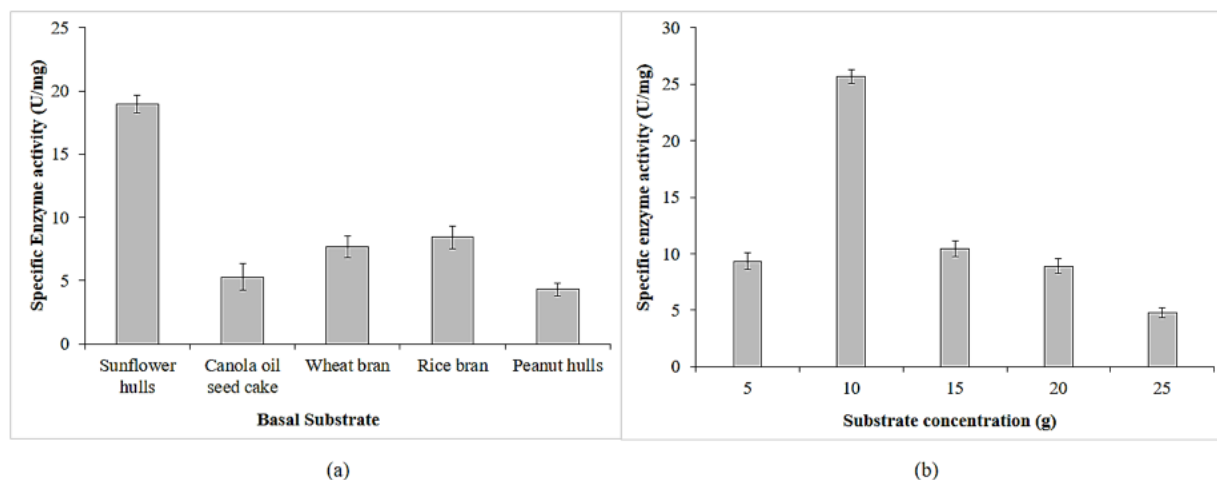 25
20
15
10
5
0
Specific Enzyme activity (U/mg)
Sunflower hulls
Canola oil seed cake
Wheat bran
Rice bran
Peanut hulls
Basal Substrate
(a)
30
25
20
15
10
5
0
Specific enzyme activity (U/mg)
5 10 15 20 25
Substrate concentration (g)
(b)